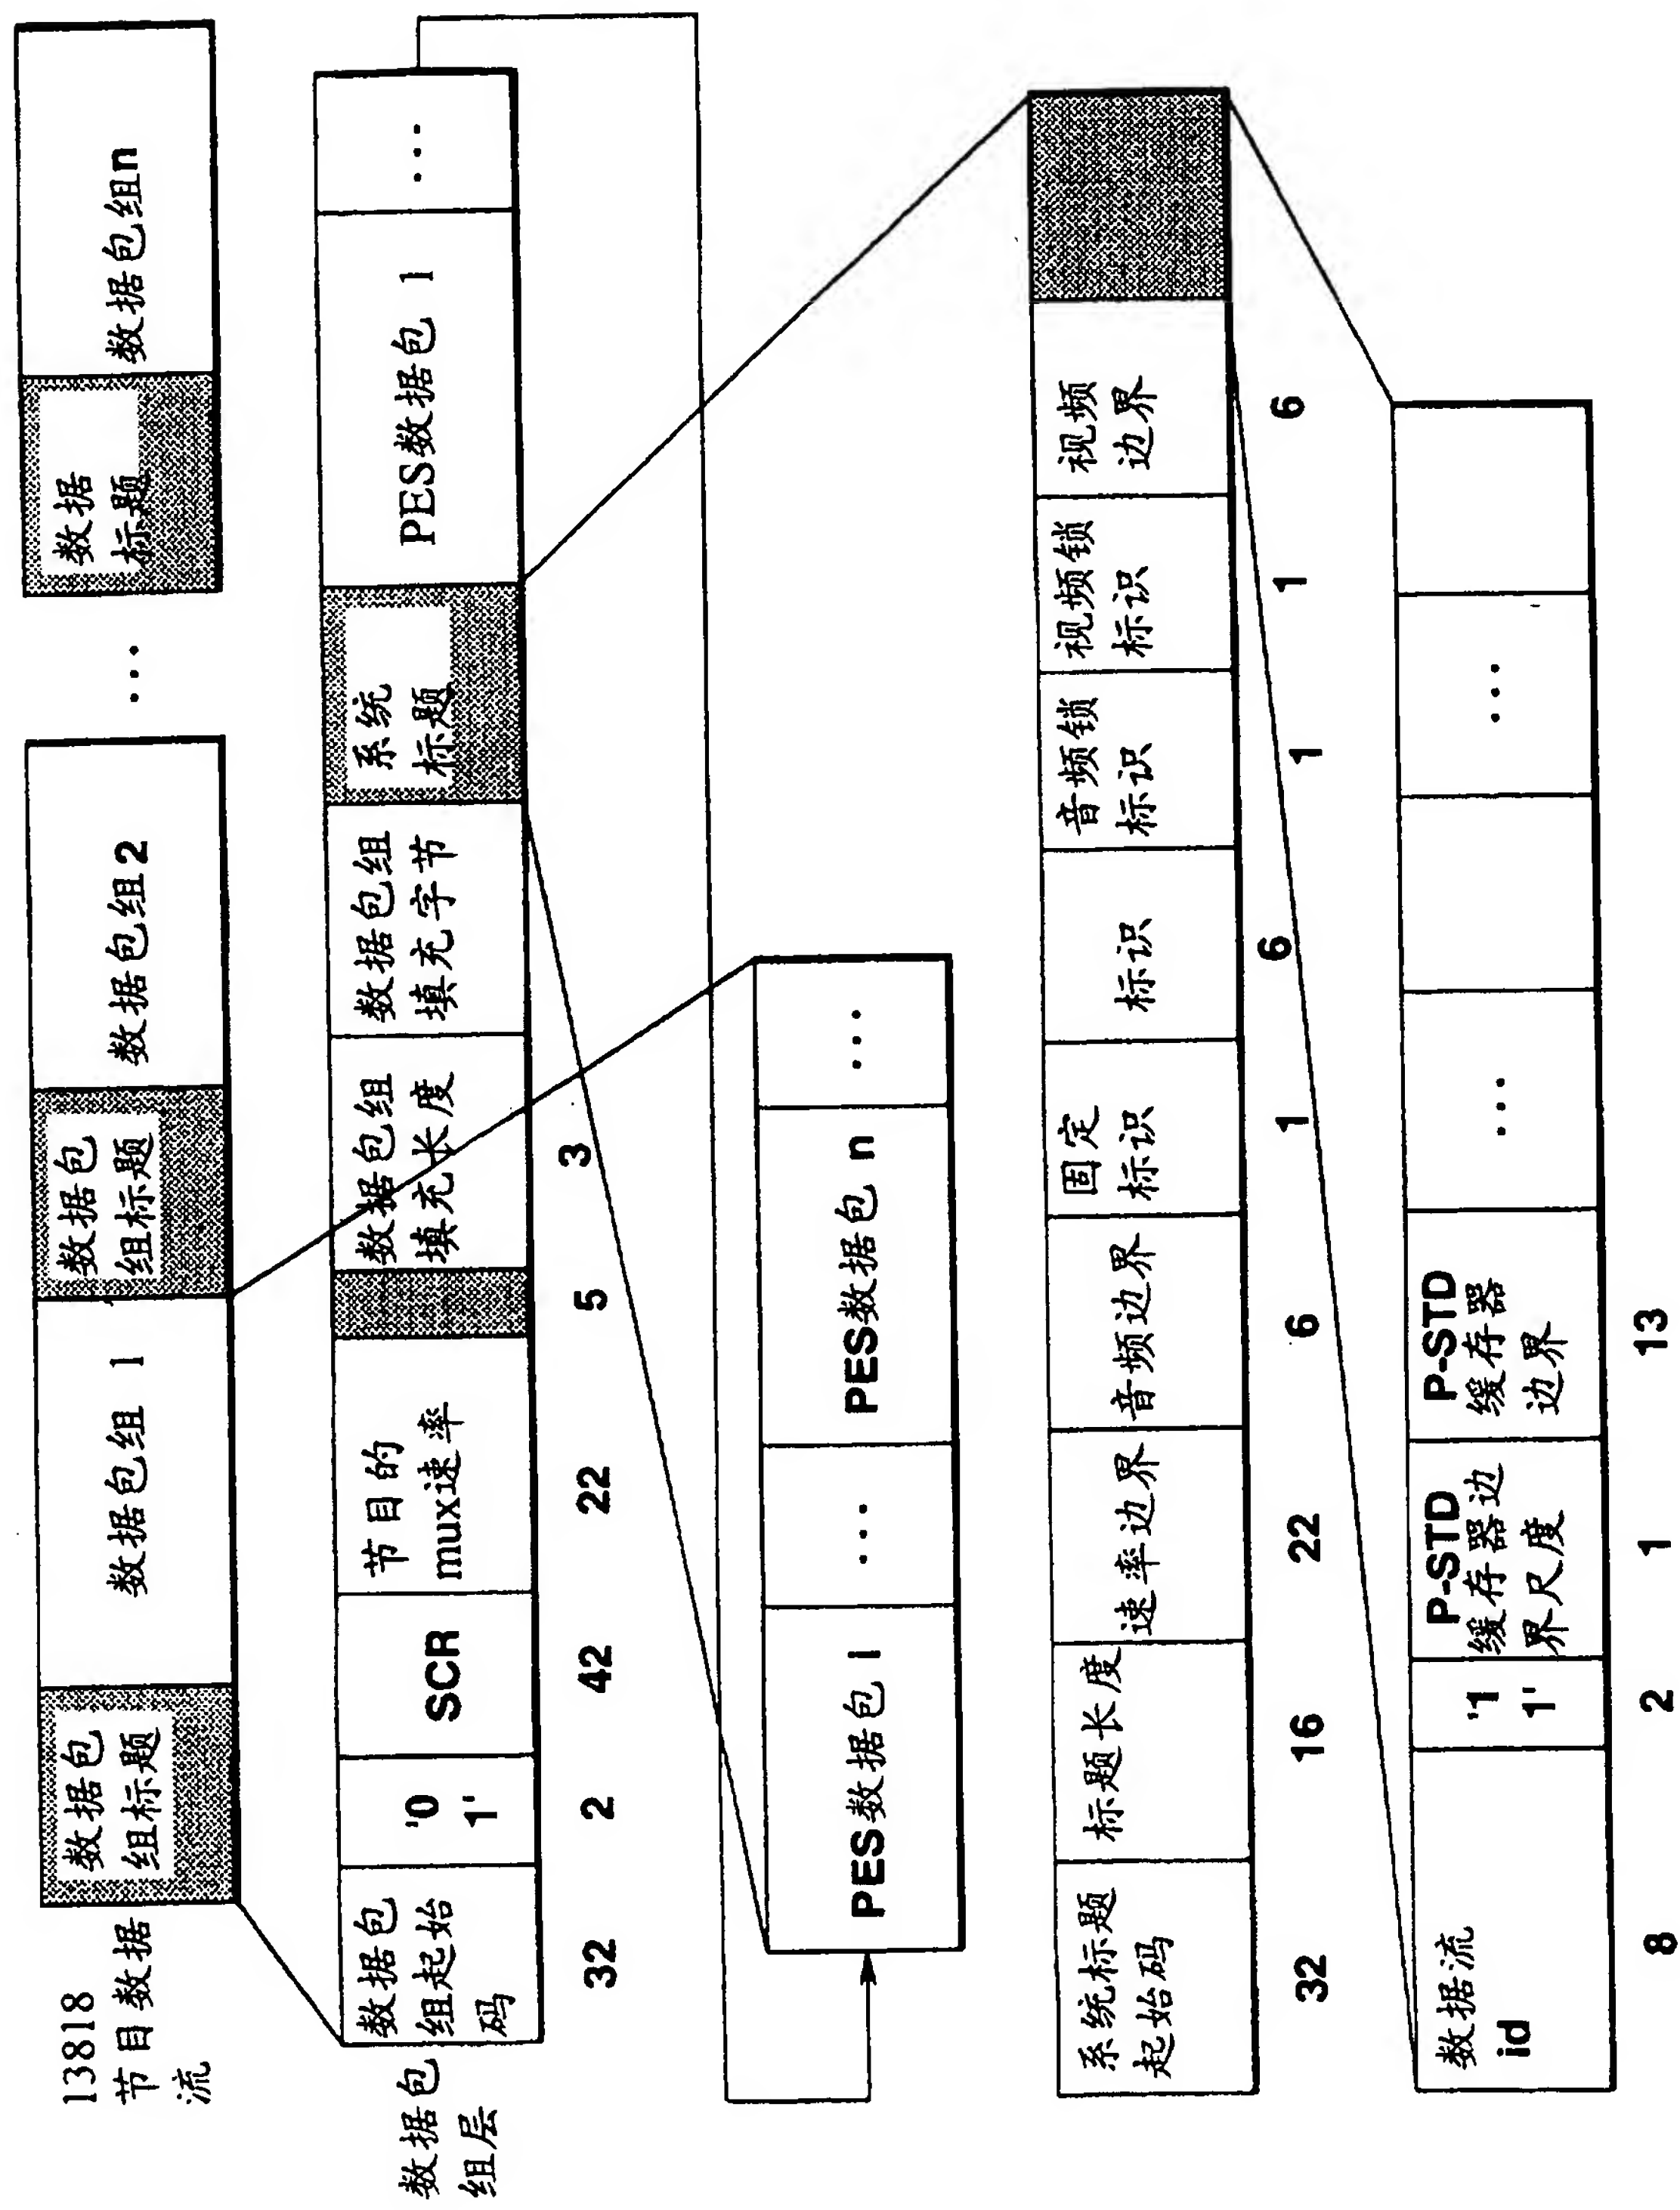 13818
节目数据
流
数据包
组标题
数据包组 1
数据包
组标题
数据包组2
...
数据
标题
数据包组n
数据包
组层
数据包
组起始
码
'0
1'
SCR
节目的
mux速率
数据包组
填充长度
数据包组
填充字节
系统
标题
PES数据包 1
...
32
2
42
22
5
3
PES数据包 1
...
PES数据包 n
...
系统标题
起始码
标题长度
速率边界
音频边界
固定
标识
标识
音频锁
标识
视频锁
标识
视频
边界
32
16
22
6
1
6
1
1
6
数据流
id
'1
1'
P-STD
缓存器边
界尺度
P-STD
缓存器
边界
...
...
8
2
1
13